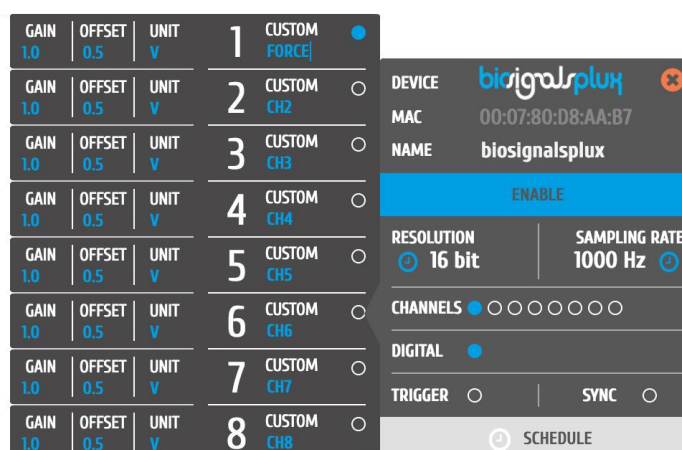 GAIN OFFSET UNIT 1 CUSTOM
1.0 0.5 V FORCE
GAIN OFFSET UNIT 2 CUSTOM
1.0 0.5 V CH2
GAIN OFFSET UNIT 3 CUSTOM
1.0 0.5 V CH3
GAIN OFFSET UNIT 4 CUSTOM
1.0 0.5 V CH4
GAIN OFFSET UNIT 5 CUSTOM
1.0 0.5 V CH5
GAIN OFFSET UNIT 6 CUSTOM
1.0 0.5 V CH6
GAIN OFFSET UNIT 7 CUSTOM
1.0 0.5 V CH7
GAIN OFFSET UNIT 8 CUSTOM
1.0 0.5 V CH8
DEVICE biosignalsplux
MAC 00:07:80:D8:AA:B7
NAME biosignalsplux
ENABLE
RESOLUTION SAMPLING RATE
16 bit 1000 Hz
CHANNELS
DIGITAL
TRIGGER SYNC
SCHEDULE